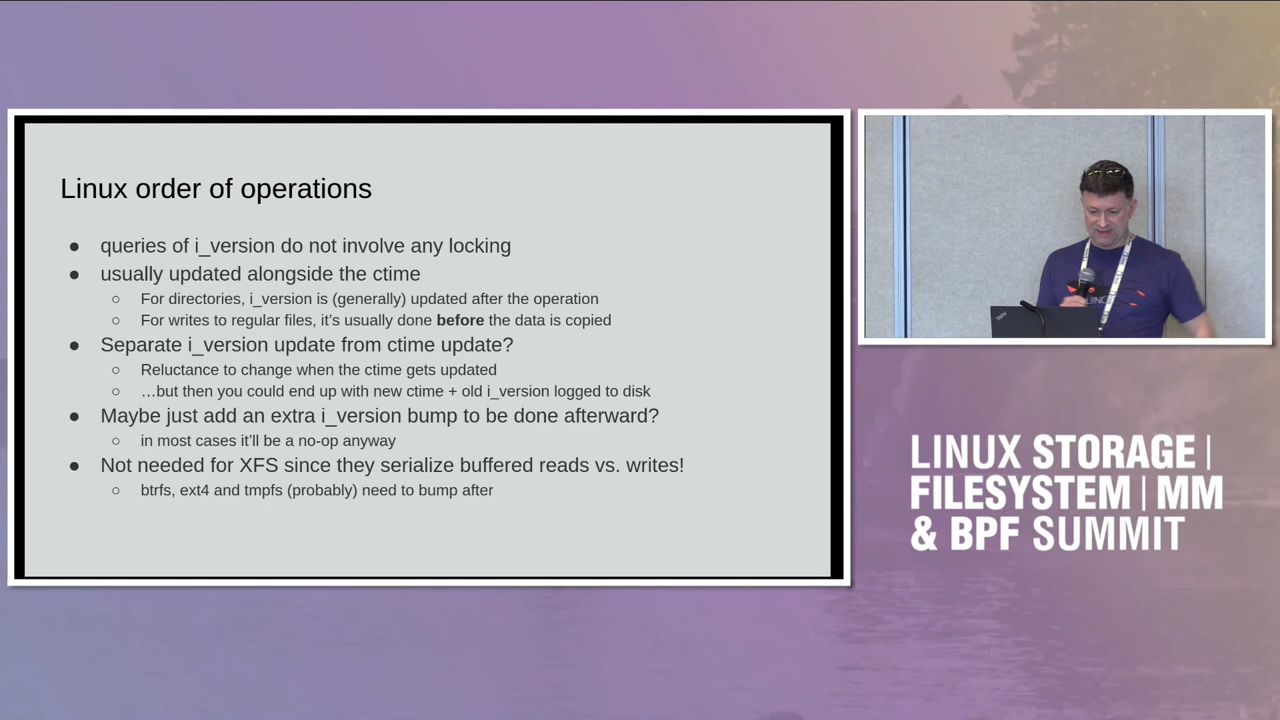 Linux order of operations
● queries of i_version do not involve any locking
● usually updated alongside the ctime
○ For directories, i_version is (generally) updated after the operation
○ For writes to regular files, it's usually done before the data is copied
● Separate i_version update from ctime update?
○ Reluctance to change when the ctime gets updated
○ …but then you could end up with new ctime + old i_version logged to disk
● Maybe just add an extra i_version bump to be done afterward?
○ in most cases it'll be a no-op anyway
● Not needed for XFS since they serialize buffered reads vs. writes!
○ btrfs, ext4 and tmpfs (probably) need to bump after
LINUX STORAGE |
FILESYSTEM | MM
& BPF SUMMIT